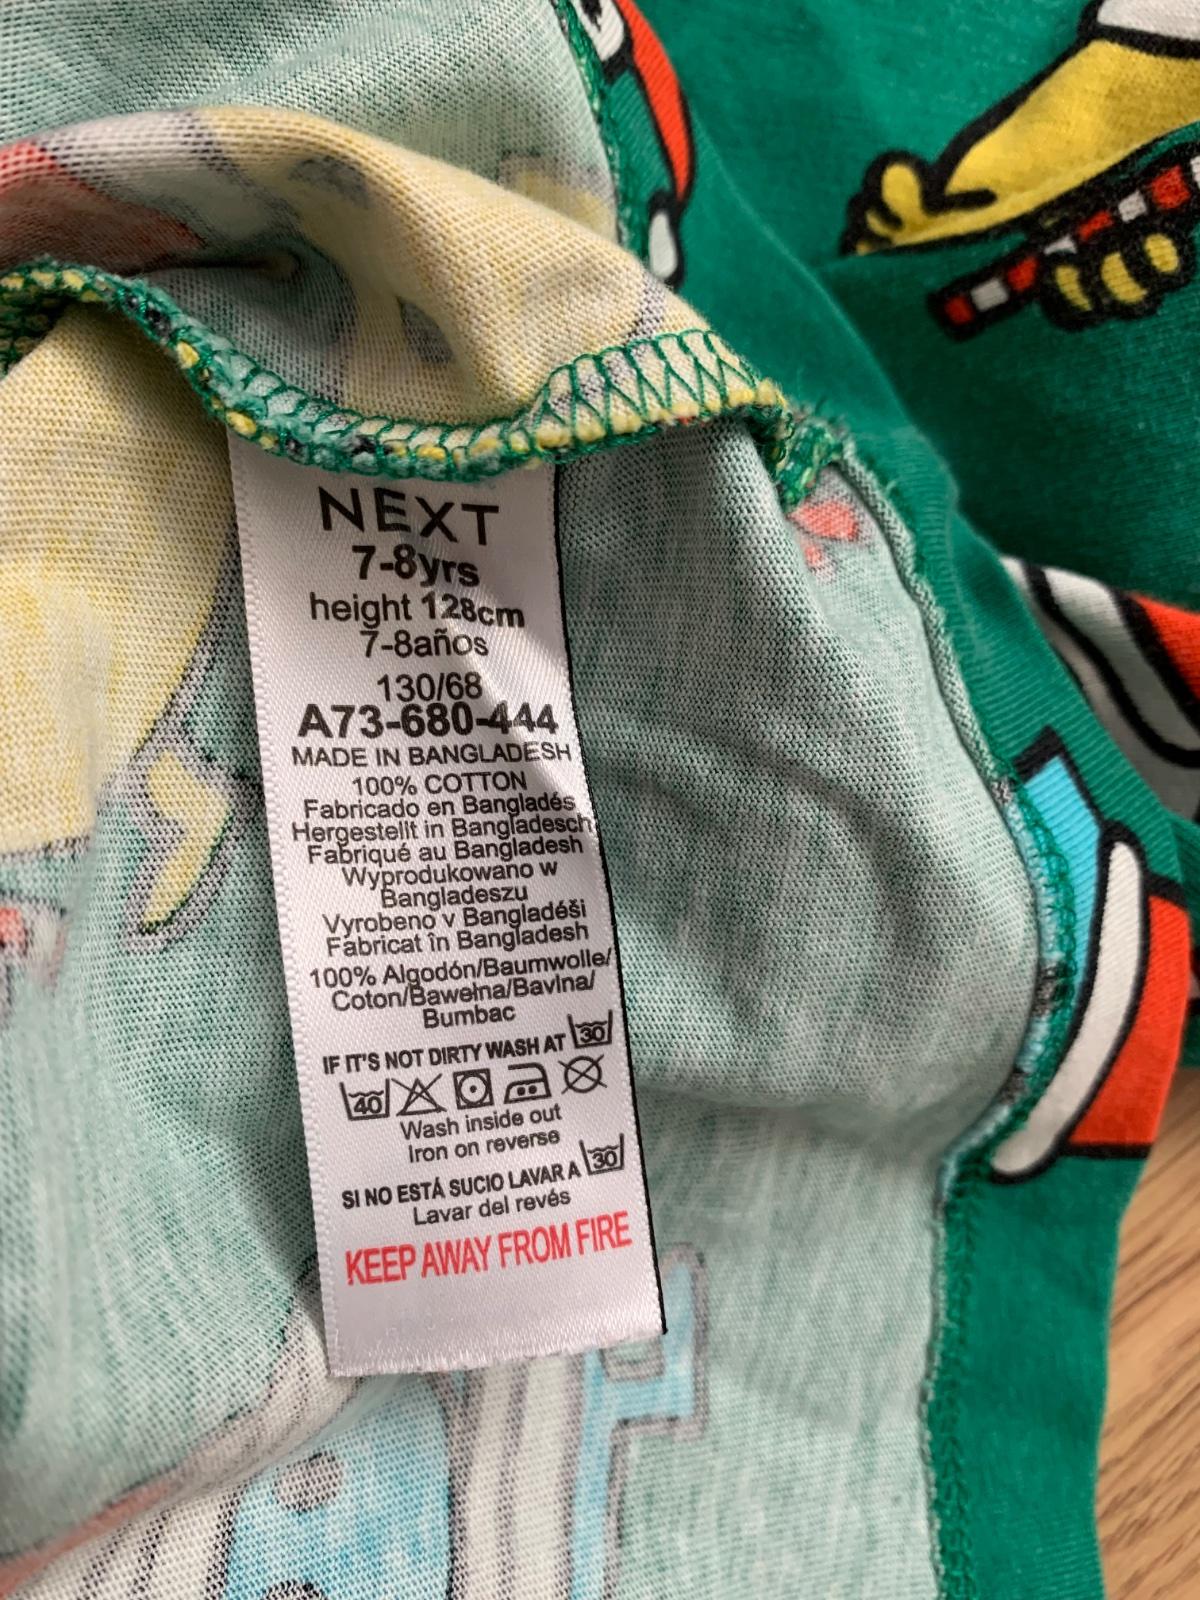 NEXT
7-8yrs
height 128cm
7-8años
130/68
A73-680-444
MADE IN BANGLADESH
100% COTTON
Fabricado en Bangladés
Hergestellt in Bangladesch
Fabriqué au Bangladesh
Wyprodukowano w
Bangladeszu
Vyrobeno v Bangladéši
Fabricat în Bangladesh
100% Algodón/Baumwolle/
Coton/Bawełna/Bavlna/
Bumbac
IF IT'S NOT DIRTY WASH AT 30
40
Wash inside out
Iron on reverse
SI NO ESTÁ SUCIO LAVAR A 30
Lavar del revés
KEEP AWAY FROM FIRE